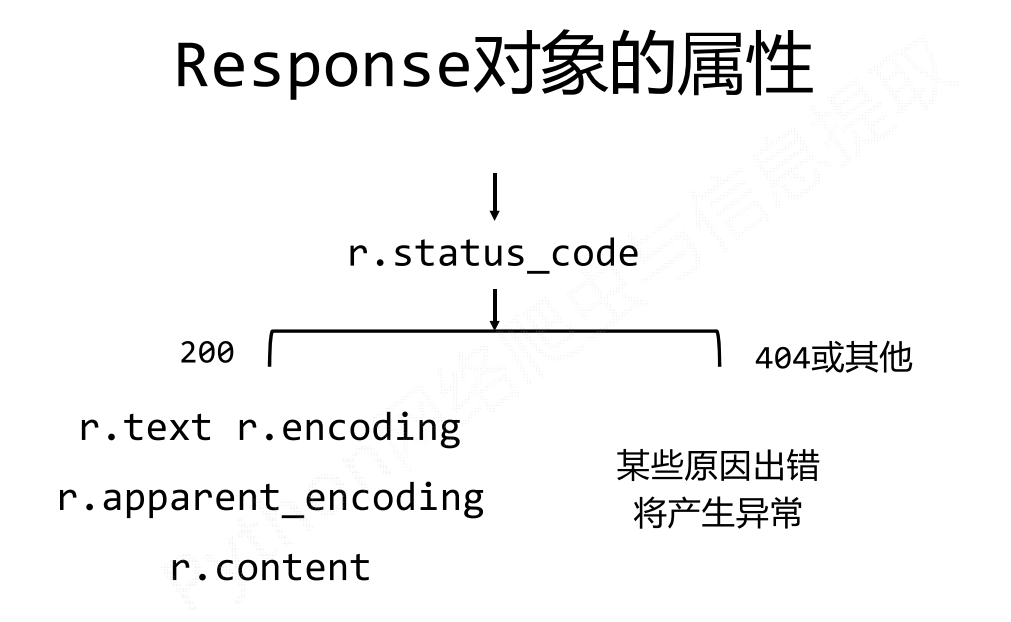 Response对象的属性
r.status_code
200
404或其他
r.text r.encoding
r.apparent_encoding
r.content
某些原因出错
将产生异常
Python网络爬虫与信息提取